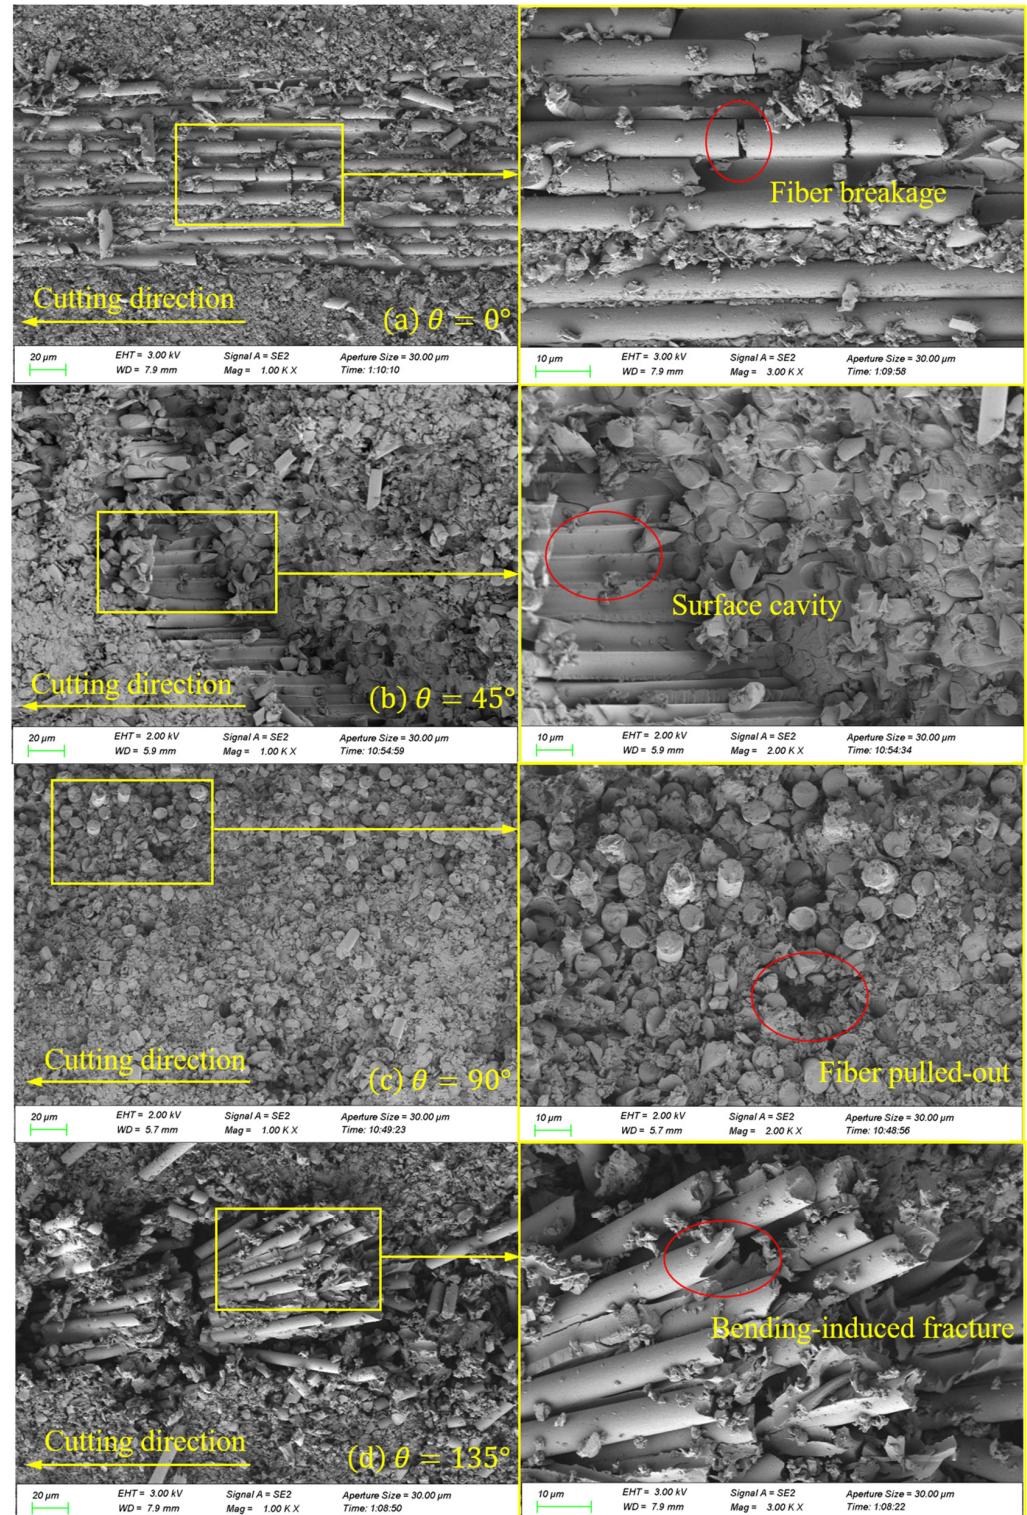 Fiber breakage
Cutting direction
(a) θ = 0°
20 µm
EHT = 3.00 kV
Signal A = SE2
Aperture Size = 30.00 µm
WD = 7.9 mm
Mag = 1.00 K X
Time: 1:10:10
10 µm
EHT = 3.00 kV
Signal A = SE2
Aperture Size = 30.00 µm
WD = 7.9 mm
Mag = 3.00 K X
Time: 1:09:58
Surface cavity
Cutting direction
(b) θ = 45°
20 µm
EHT = 2.00 kV
Signal A = SE2
Aperture Size = 30.00 µm
WD = 5.9 mm
Mag = 1.00 K X
Time: 10:54:59
10 µm
EHT = 2.00 kV
Signal A = SE2
Aperture Size = 30.00 µm
WD = 5.9 mm
Mag = 2.00 K X
Time: 10:54:34
Cutting direction
(c) θ = 90°
Fiber pulled-out
20 µm
EHT = 2.00 kV
Signal A = SE2
Aperture Size = 30.00 µm
WD = 5.7 mm
Mag = 1.00 K X
Time: 10:49:23
10 µm
EHT = 2.00 kV
Signal A = SE2
Aperture Size = 30.00 µm
WD = 5.7 mm
Mag = 2.00 K X
Time: 10:48:56
Bending-induced fracture
Cutting direction
(d) θ = 135°
20 µm
EHT = 3.00 kV
Signal A = SE2
Aperture Size = 30.00 µm
WD = 7.9 mm
Mag = 1.00 K X
Time: 1:08:50
10 µm
EHT = 3.00 kV
Signal A = SE2
Aperture Size = 30.00 µm
WD = 7.9 mm
Mag = 3.00 K X
Time: 1:08:22